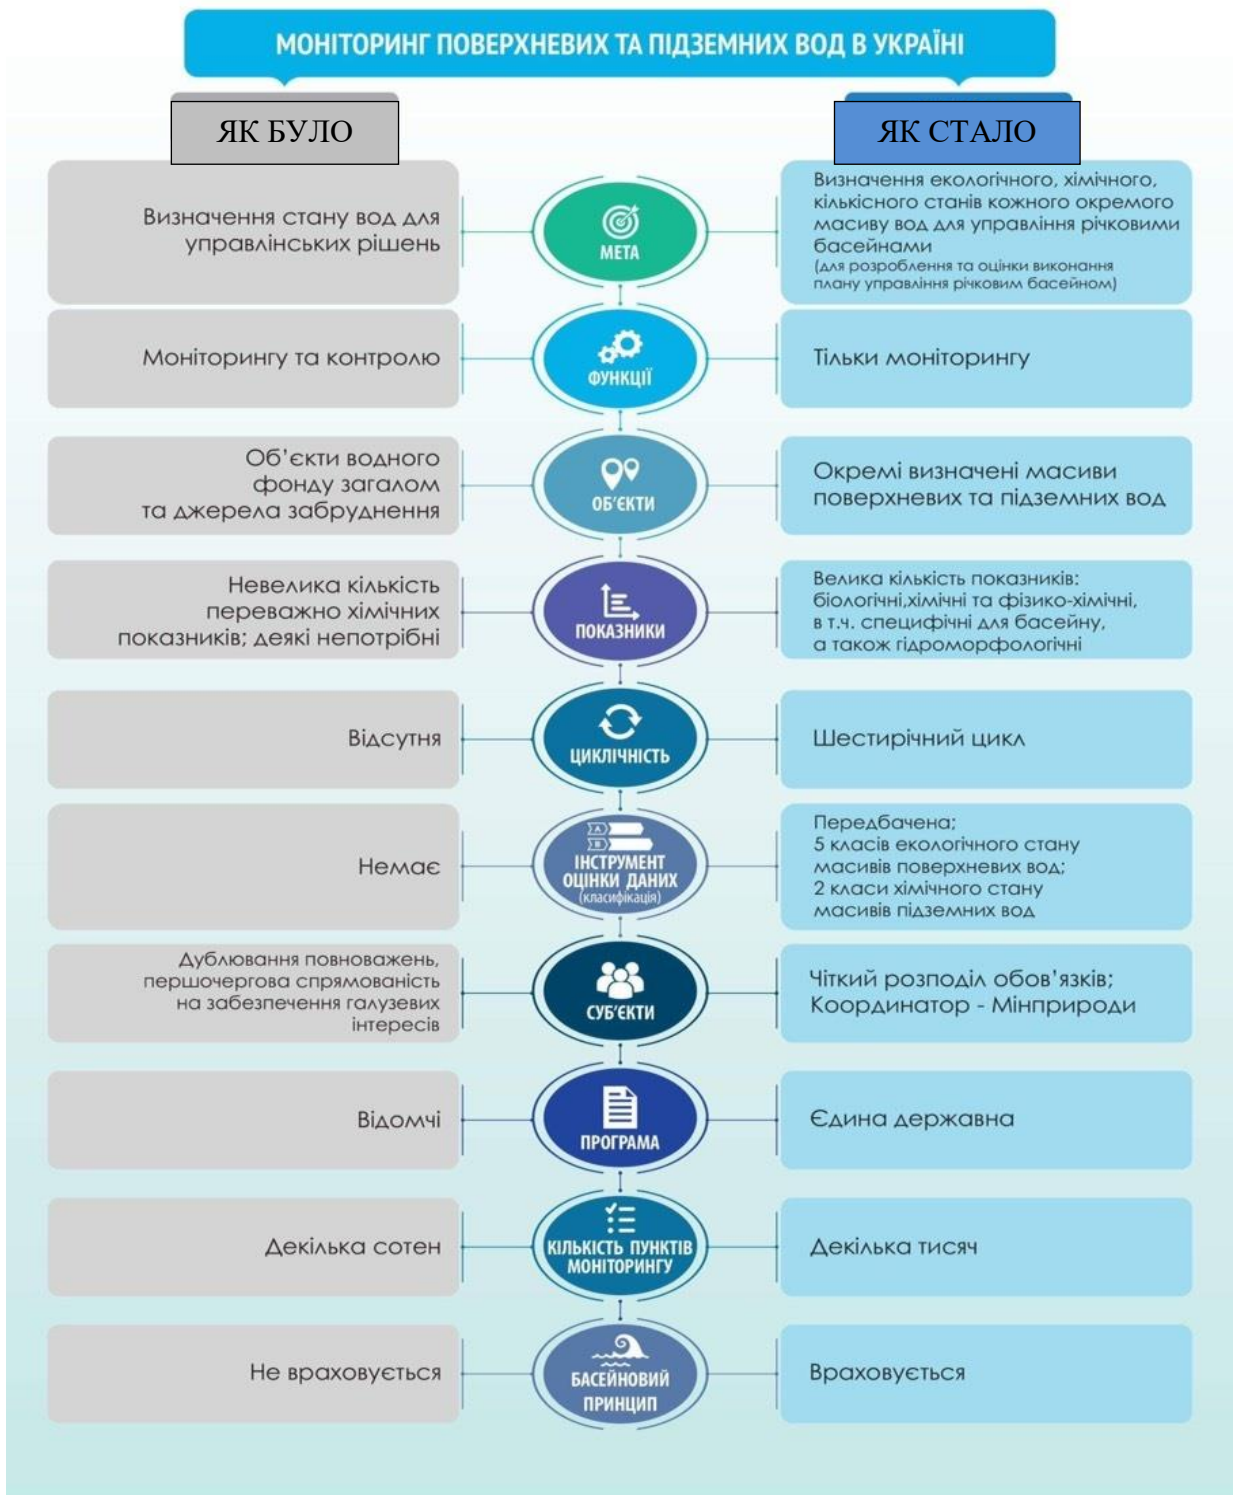 МОНІТОРИНГ ПОВЕРХНЕВИХ ТА ПІДЗЕМНИХ ВОД В УКРАЇНІ
ЯК БУЛО
ЯК СТАЛО
Визначення стану вод для
управлінських рішень
МЕТА
Визначення екологічного, хімічного,
кількісного станів кожного окремого
масиву вод для управління річковими
басейнами
(для розроблення та оцінки виконання
плану управління річковим басейном)
Моніторингу та контролю
ФУНКЦІЇ
Тільки моніторингу
Об’єкти водного
фонду загалом
та джерела забруднення
ОБ’ЄКТИ
Окремі визначені масиви
поверхневих та підземних вод
Невелика кількість
переважно хімічних
показників; деякі непотрібні
ПОКАЗНИКИ
Велика кількість показників:
біологічні,хімічні та фізико-хімічні,
в т.ч. специфічні для басейну,
а також гідроморфологічні
Відсутня
ЦИКЛІЧНІСТЬ
Шестирічний цикл
Немає
A
B
ІНСТРУМЕНТ
ОЦІНКИ ДАНИХ
(класифікація)
Передбачена;
5 класів екологічного стану
масивів поверхневих вод;
2 класи хімічного стану
масивів підземних вод
Дублювання повноважень,
першочергова спрямованість
на забезпечення галузевих
інтересів
СУБ’ЄКТИ
Чіткий розподіл обов’язків;
Координатор - Мінприроди
Відомчі
ПРОГРАМА
Єдина державна
Декілька сотен
КІЛЬКІСТЬ ПУНКТІВ
МОНІТОРИНГУ
Декілька тисяч
Не враховується
БАСЕЙНОВИЙ
ПРИНЦИП
Враховується